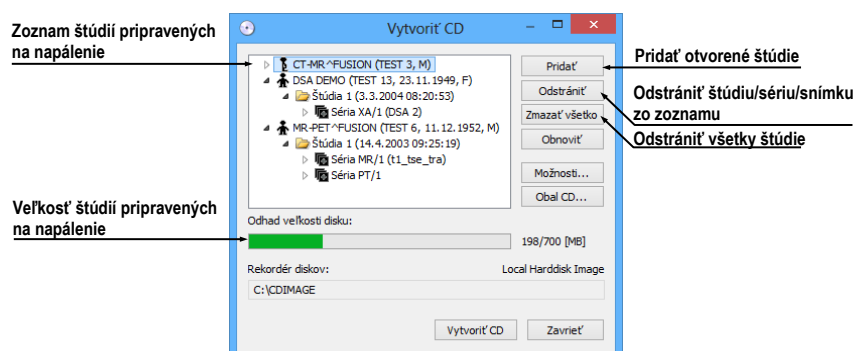 Zoznam štúdií pripravených
na napálenie
Veľkosť štúdií pripravených
na napálenie
Vytvoriť CD
CT-MR^FUSION (TEST 3, M)
DSA DEMO (TEST 13, 23.11.1949, F)
Štúdia 1 (3.3.2004 08:20:53)
Séria XA/1 (DSA 2)
MR-PET^FUSION (TEST 6, 11.12.1952, M)
Štúdia 1 (14.4.2003 09:25:19)
Séria MR/1 (t1_tse_tra)
Séria PT/1
Pridať
Odstrániť
Zmazať všetko
Obnoviť
Možnosti...
Obal CD...
Odhad veľkosti disku:
198/700 [MB]
Rekordér diskov:
Local Harddisk Image
C:\CDIMAGE
Vytvoriť CD
Zavrieť
Pridať otvorené štúdie
Odstrániť štúdiu/sériu/snímku
zo zoznamu
Odstrániť všetky štúdie